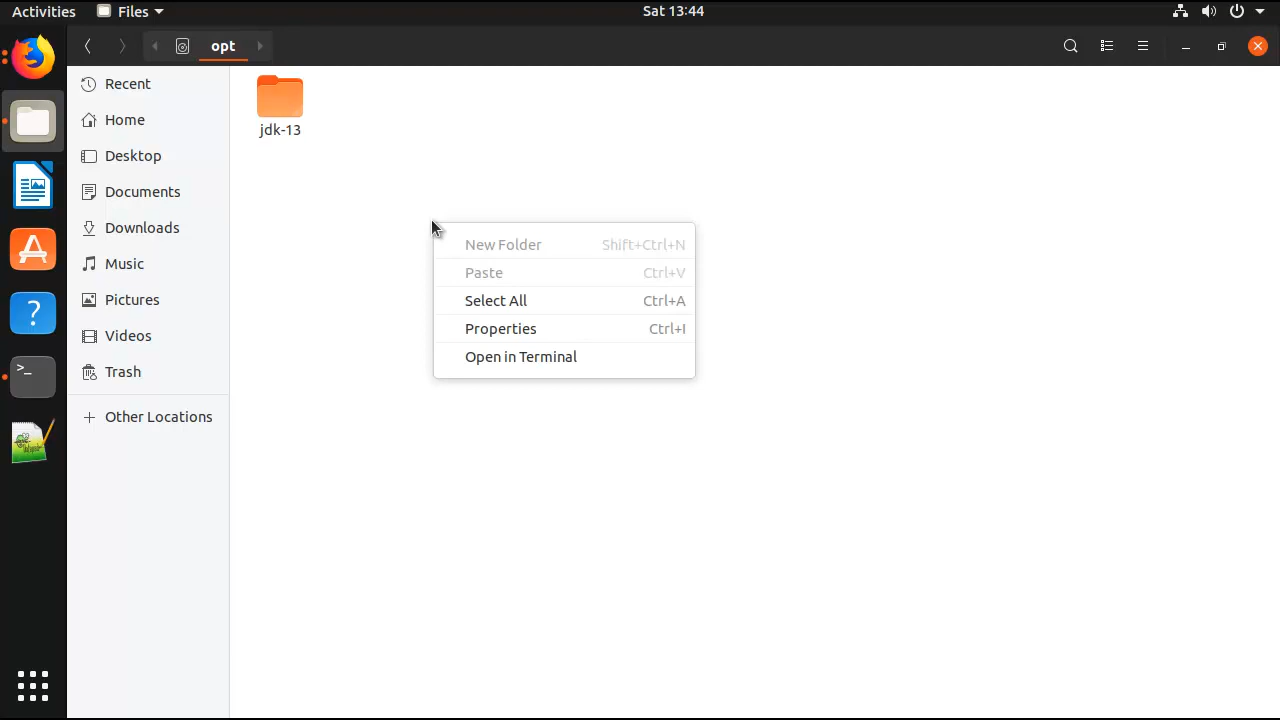 Activities Files Sat 13:44
opt
Recent
Home
Desktop
Documents
Downloads
Music
Pictures
Videos
Trash
Other Locations
jdk-13
New Folder Shift+Ctrl+N
Paste Ctrl+V
Select All Ctrl+A
Properties Ctrl+I
Open in Terminal